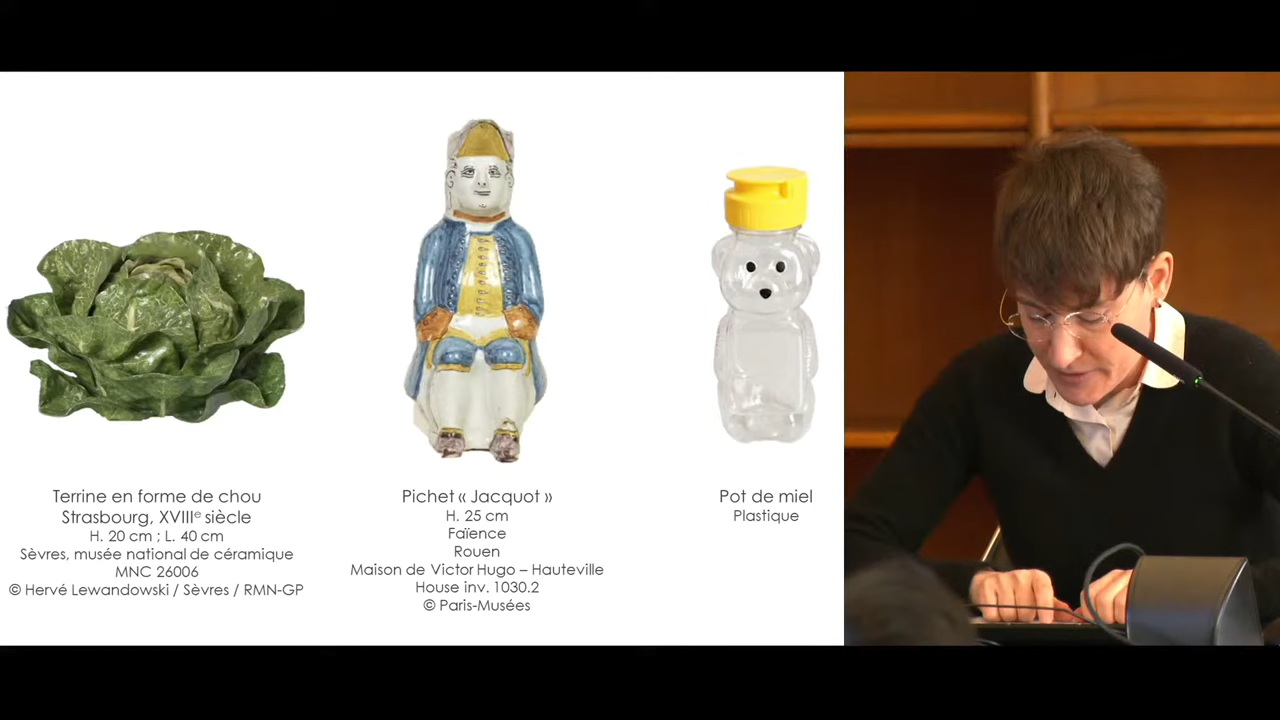 Terrine en forme de chou
Strasbourg, XVIIIᵉ siècle
H. 20 cm ; L. 40 cm
Sèvres, musée national de céramique
MNC 26006
© Hervé Lewandowski / Sèvres / RMN-GP
Pichet « Jacquot »
H. 25 cm
Faïence
Rouen
Maison de Victor Hugo – Hauteville
House inv. 1030.2
© Paris-Musées
Pot de miel
Plastique